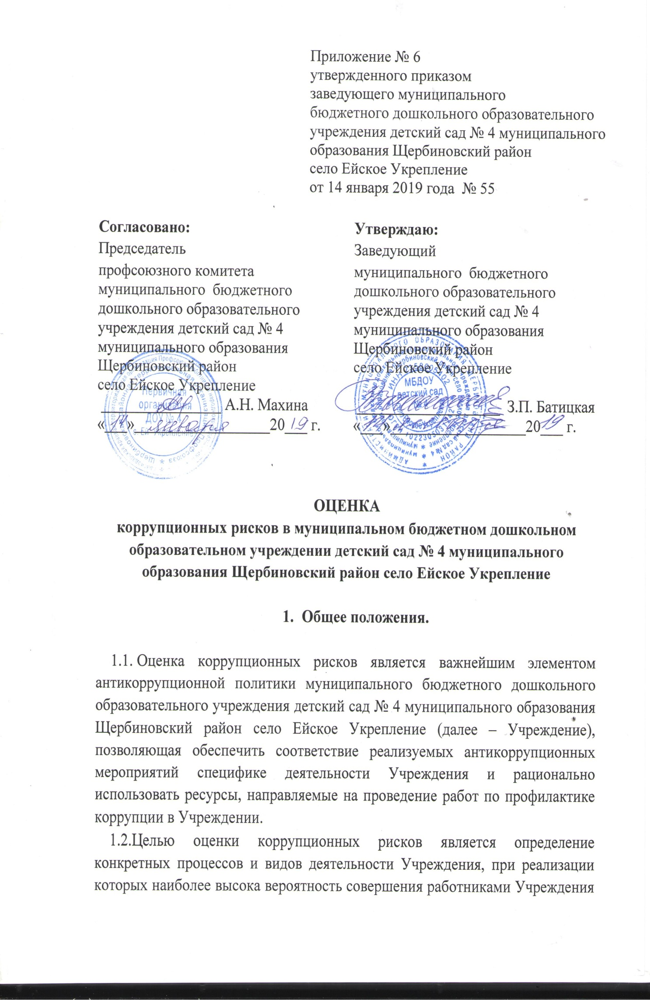 Приложение № 6
утвержденного приказом
заведующего муниципального
бюджетного дошкольного образовательного
учреждения детский сад № 4 муниципального
образования Щербиновский район
село Ейское Укрепление
от 14 января 2019 года № 55
Согласовано:
Председатель
профсоюзного комитета
муниципального бюджетного
дошкольного образовательного
учреждения детский сад № 4
муниципального образования
Щербиновский район
село Ейское Укрепление
А.Н. Махина
«14» января 2019 г.
Утверждаю:
Заведующий
муниципального бюджетного
дошкольного образовательного
учреждения детский сад № 4
муниципального образования
Щербиновский район
село Ейское Укрепление
З.П. Батицкая
«14» 2019 г.
Первичная
организация
ДОУ № 4
МБДОУ
детский сад
№ 4
ОЦЕНКА
коррупционных рисков в муниципальном бюджетном дошкольном
образовательном учреждении детский сад № 4 муниципального
образования Щербиновский район село Ейское Укрепление
1. Общее положения.
1.1. Оценка коррупционных рисков является важнейшим элементом
антикоррупционной политики муниципального бюджетного дошкольного
образовательного учреждения детский сад № 4 муниципального образования
Щербиновский район село Ейское Укрепление (далее – Учреждение),
позволяющая обеспечить соответствие реализуемых антикоррупционных
мероприятий специфике деятельности Учреждения и рационально
использовать ресурсы, направляемые на проведение работ по профилактике
коррупции в Учреждении.
1.2.Целью оценки коррупционных рисков является определение
конкретных процессов и видов деятельности Учреждения, при реализации
которых наиболее высока вероятность совершения работниками Учреждения